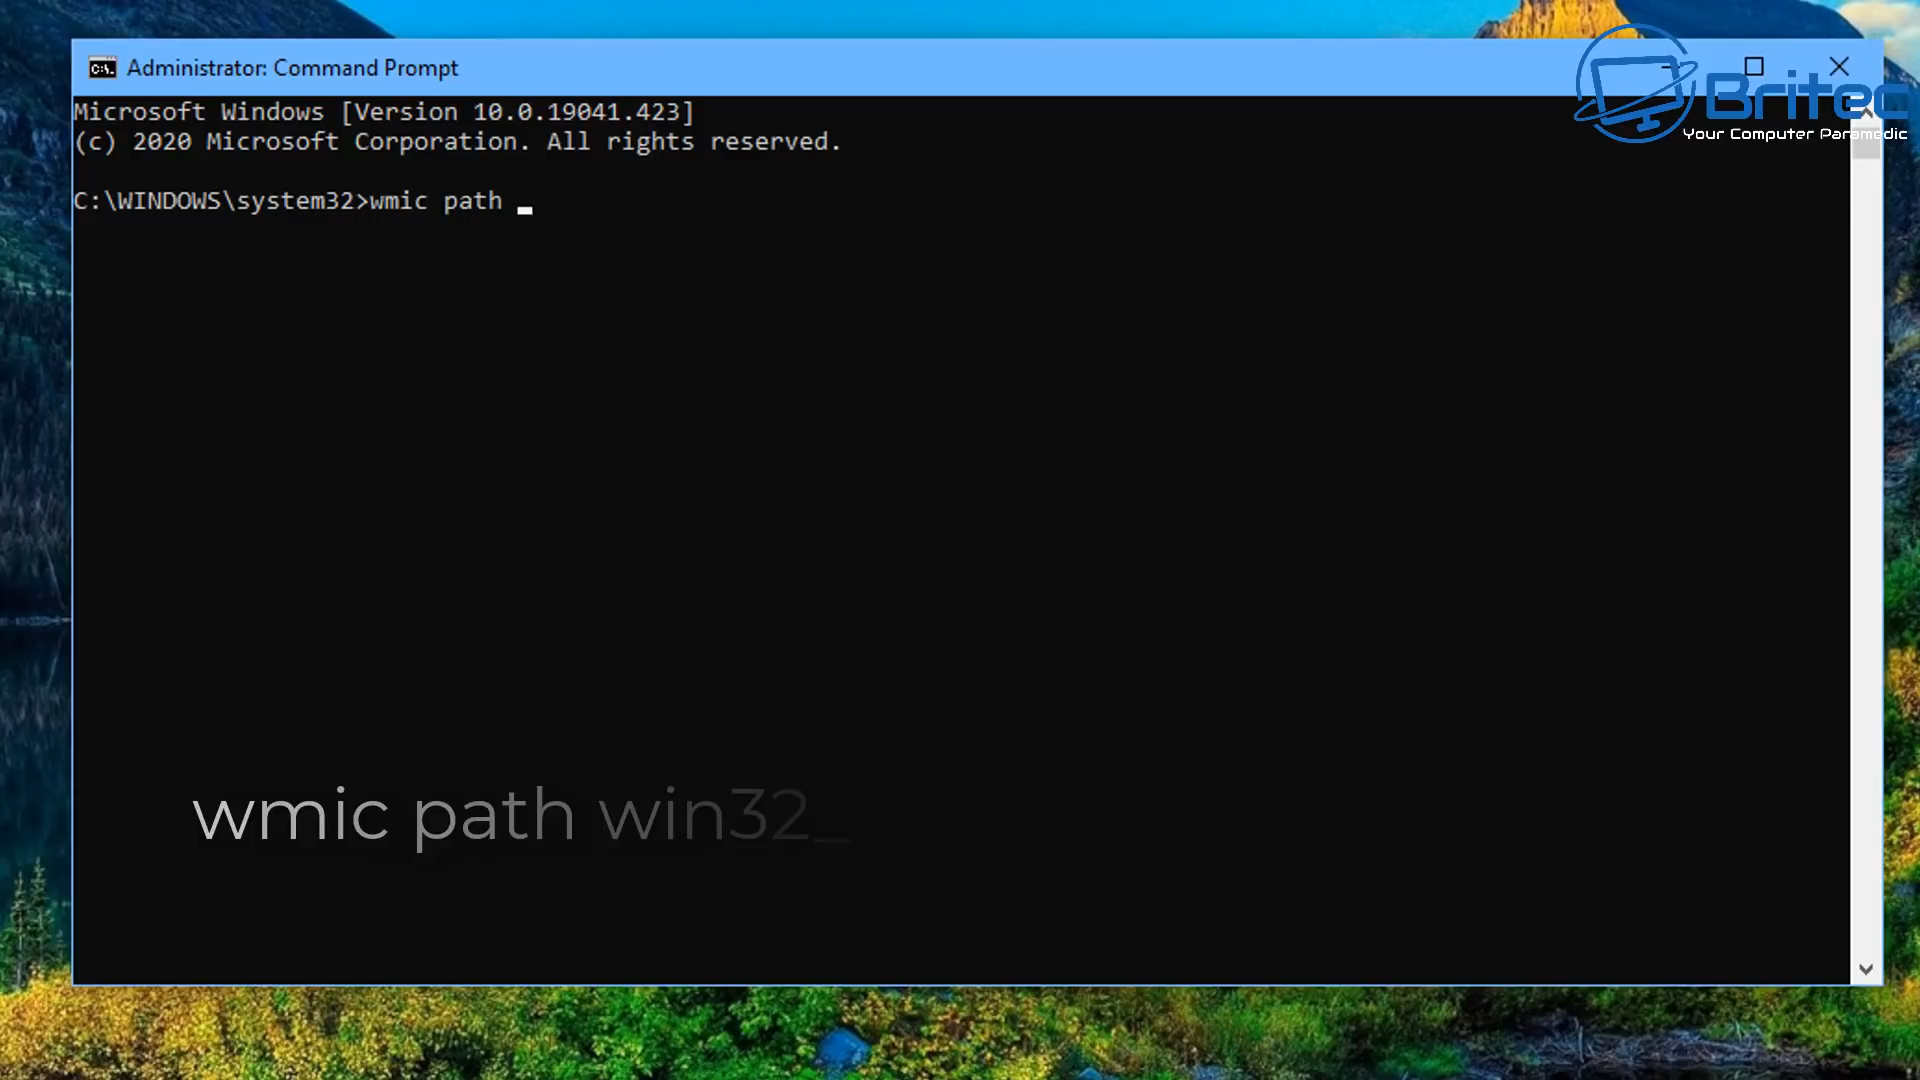 Administrator: Command Prompt
Britec
Your Computer Paramedic
Microsoft Windows [Version 10.0.19041.423]
(c) 2020 Microsoft Corporation. All rights reserved.
C:\WINDOWS\system32>wmic path _
wmic path win32_